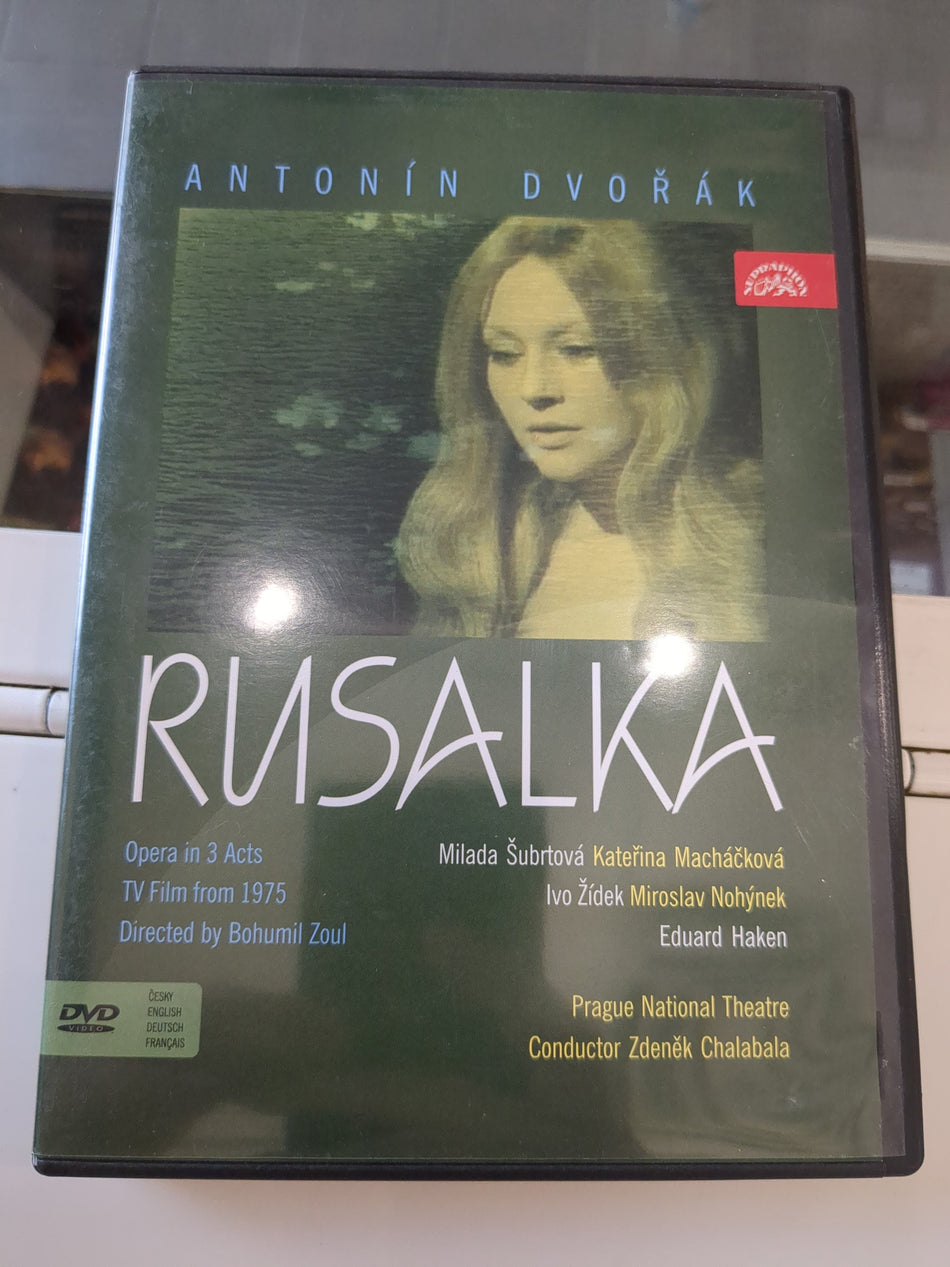 ANTONÍN DVOŘÁK
SUPRAPHON
RUSALKA
Opera in 3 Acts
TV Film from 1975
Directed by Bohumil Zoul
Milada Šubrtová Kateřina Macháčková
Ivo Žídek Miroslav Nohýnek
Eduard Haken
Prague National Theatre
Conductor Zdeněk Chalabala
DVD
VIDEO
ČESKY
ENGLISH
DEUTSCH
FRANÇAIS